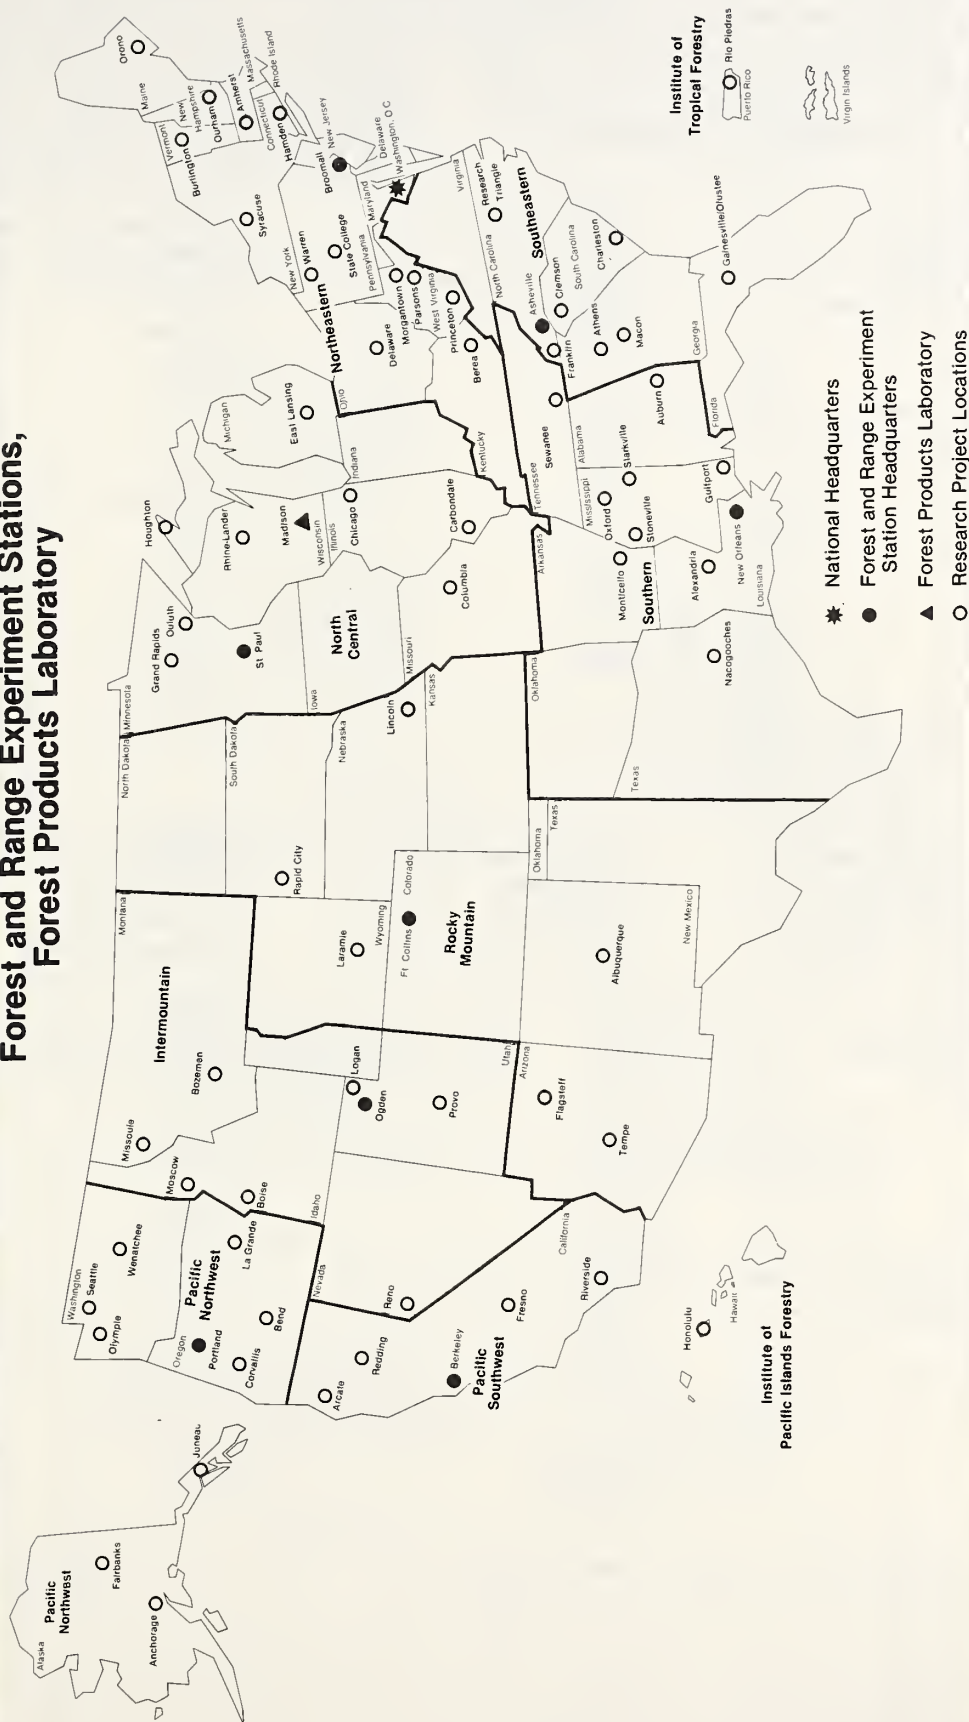 Forest and Range Experiment Stations,
Forest Products Laboratory
Alaska
Pacific
Northwest
Fairbanks
Anchorage
Juneau
Washington
Seattle
Olympia
Wenatchee
Pacific
Northwest
Oregon
Portland
Corvallis
Bend
La Grande
Moscow
Boise
Idaho
Missoula
Bozeman
Intermountain
Montana
Nevada
Reno
Arcata
Redding
Berkeley
Pacific
Southwest
Fresno
Riverside
California
Logan
Ogden
Provo
Utah
Arizona
Flagstaff
Tempe
Laramie
Wyoming
Ft Collins
Colorado
Rocky
Mountain
Albuquerque
New Mexico
North Dakota
South Dakota
Rapid City
Nebraska
Lincoln
Kansas
Oklahoma
Texas
Oklahoma
Texas
Nacogdoches
Minnesota
Grand Rapids
Duluth
St Paul
Iowa
North
Central
Missouri
Columbia
Houghton
Rhine-Lander
Madison
Wisconsin
Illinois
Chicago
Carbondale
Michigan
East Lansing
Indiana
Ohio
Kentucky
Tennessee
Arkansas
Monticello
Southern
Alexandria
Louisiana
New Orleans
Mississippi
Oxford
Stoneville
Starkville
Gulfport
Alabama
Sewanee
Auburn
Florida
Georgia
Northeastern
Delaware
Berea
Princeton
West Virginia
Parsons
Morgantown
Pennsylvania
State College
Warren
New York
Syracuse
Maryland
Broomall
New Jersey
Delaware
Washington, D C
Virginia
Burlington
Vermont
New
Hampshire
Durham
Maine
Orono
Amherst
Massachusetts
Connecticut
Hamden
Rhode Island
North Carolina
Research
Triangle
Southeastern
Asheville
Franklin
Clemson
South Carolina
Charleston
Athens
Macon
Gainesville/Olustee
Honolulu
Hawaii
Institute of
Pacific Islands Forestry
Institute of
Tropical Forestry
Rio Piedras
Puerto Rico
Virgin Islands
National Headquarters
Forest and Range Experiment
Station Headquarters
Forest Products Laboratory
Research Project Locations